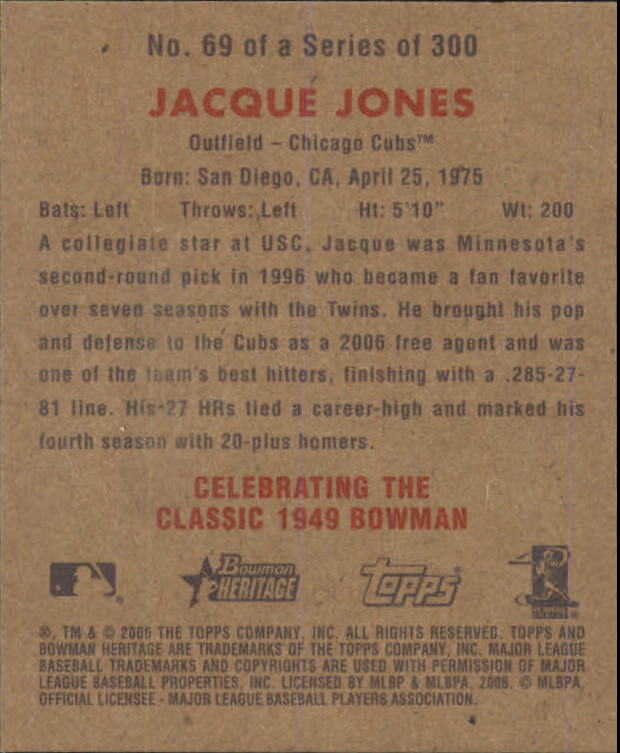 No. 69 of a Series of 300
JACQUE JONES
Outfield – Chicago Cubs™
Born: San Diego, CA, April 25, 1975
Bats: Left Throws: Left Ht: 5'10" Wt: 200
A collegiate star at USC, Jacque was Minnesota's
second-round pick in 1996 who became a fan favorite
over seven seasons with the Twins. He brought his pop
and defense to the Cubs as a 2006 free agent and was
one of the team's best hitters, finishing with a .285-27-
81 line. His 27 HRs tied a career-high and marked his
fourth season with 20-plus homers.
CELEBRATING THE
CLASSIC 1949 BOWMAN
Bowman
HERITAGE
topps®
PLAYERS
®, TM & © 2006 THE TOPPS COMPANY, INC. ALL RIGHTS RESERVED. TOPPS AND
BOWMAN HERITAGE ARE TRADEMARKS OF THE TOPPS COMPANY, INC. MAJOR LEAGUE
BASEBALL TRADEMARKS AND COPYRIGHTS ARE USED WITH PERMISSION OF MAJOR
LEAGUE BASEBALL PROPERTIES, INC. LICENSED BY MLBP & MLBPA, 2006. © MLBPA,
OFFICIAL LICENSEE - MAJOR LEAGUE BASEBALL PLAYERS ASSOCIATION.